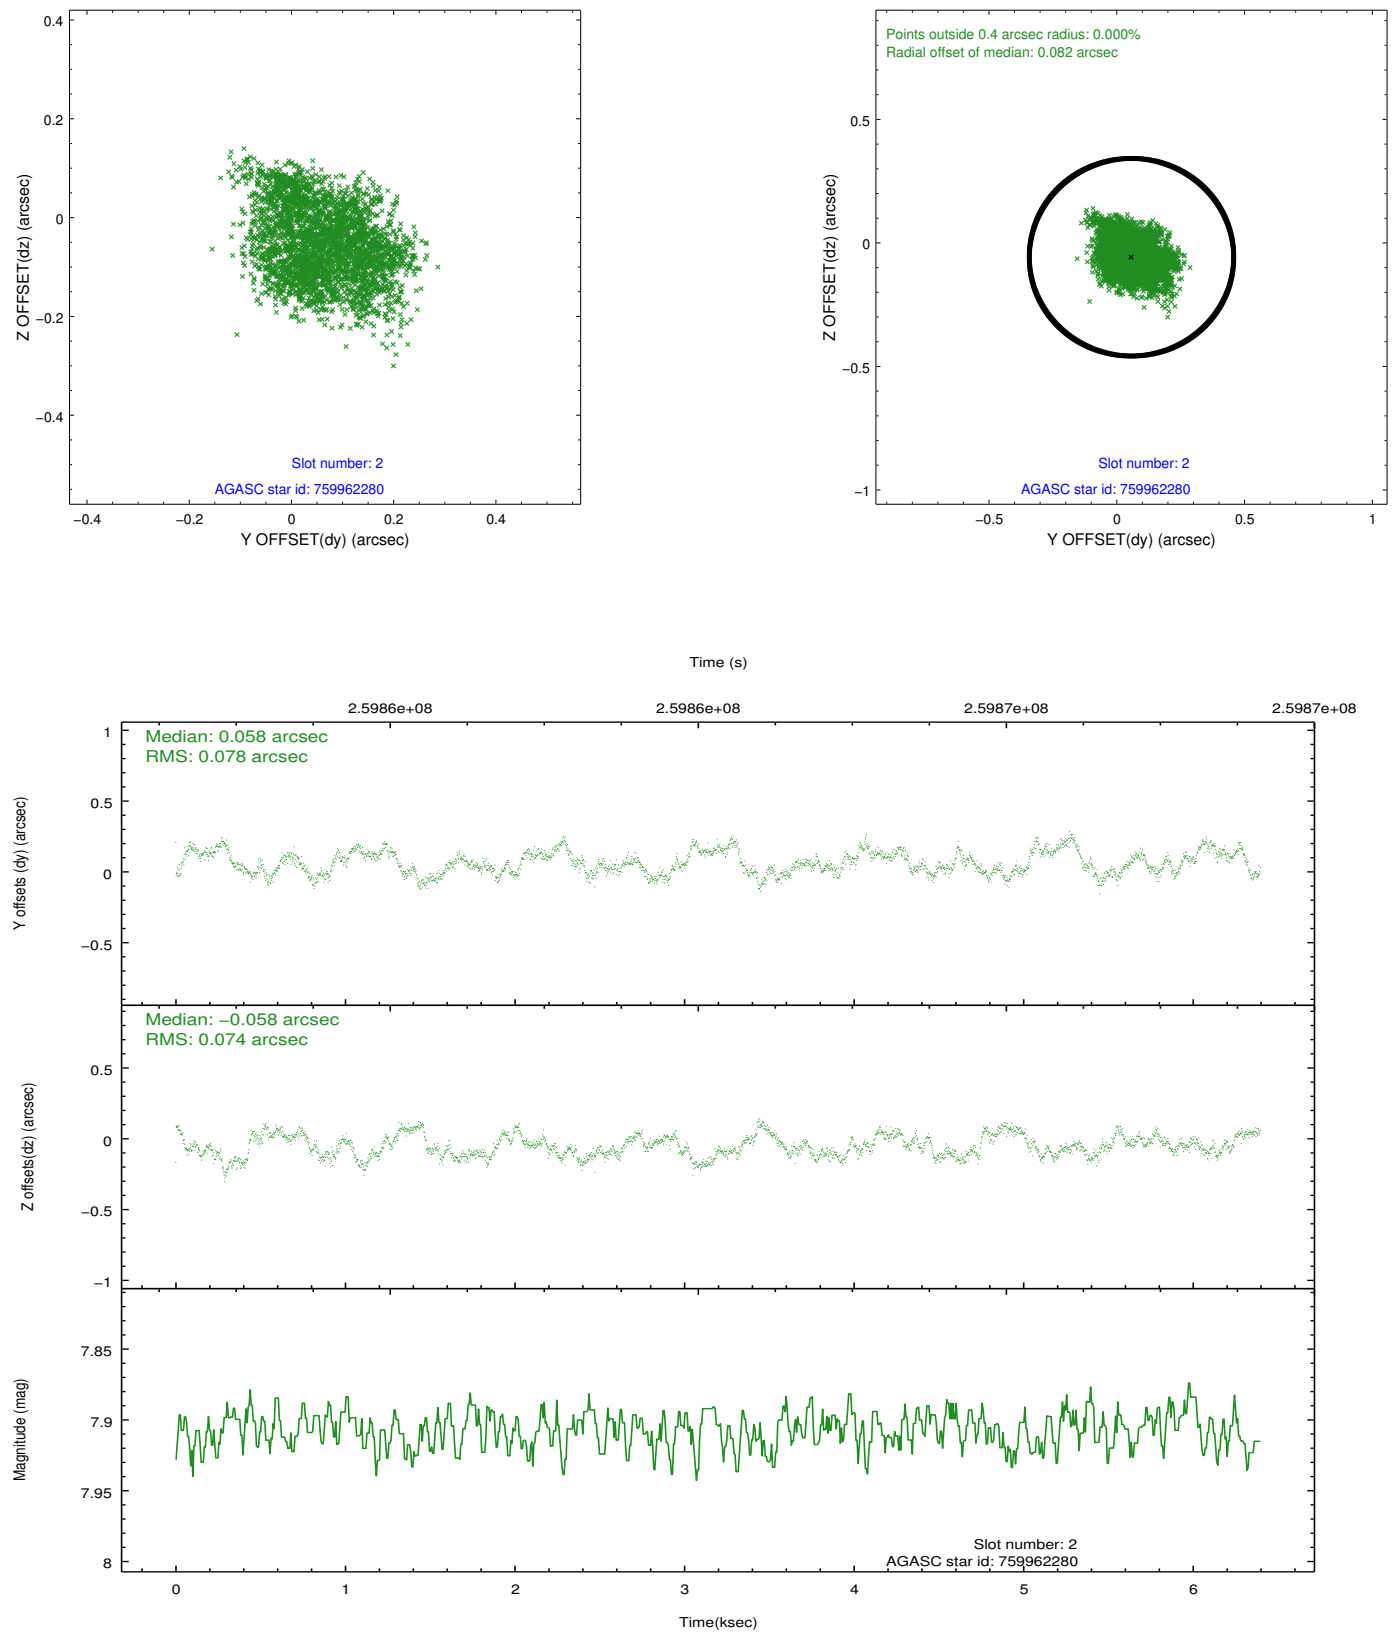 0.4
0.2
0
−0.2
−0.4
Z OFFSET(dz) (arcsec)
Slot number: 2
AGASC star id: 759962280
−0.4
−0.2
0
0.2
0.4
Y OFFSET(dy) (arcsec)
Points outside 0.4 arcsec radius: 0.000%
Radial offset of median: 0.082 arcsec
0.5
0
−0.5
−1
Z OFFSET(dz) (arcsec)
Slot number: 2
AGASC star id: 759962280
−0.5
0
0.5
1
Y OFFSET(dy) (arcsec)
Time (s)
2.5986e+08
2.5986e+08
2.5987e+08
2.5987e+08
Median: 0.058 arcsec
RMS: 0.078 arcsec
1
0.5
0
−0.5
Y offsets (dy) (arcsec)
Median: −0.058 arcsec
RMS: 0.074 arcsec
0.5
0
−0.5
−1
Z offsets(dz) (arcsec)
7.85
7.9
7.95
8
Magnitude (mag)
Slot number: 2
AGASC star id: 759962280
0
1
2
3
4
5
6
Time(ksec)